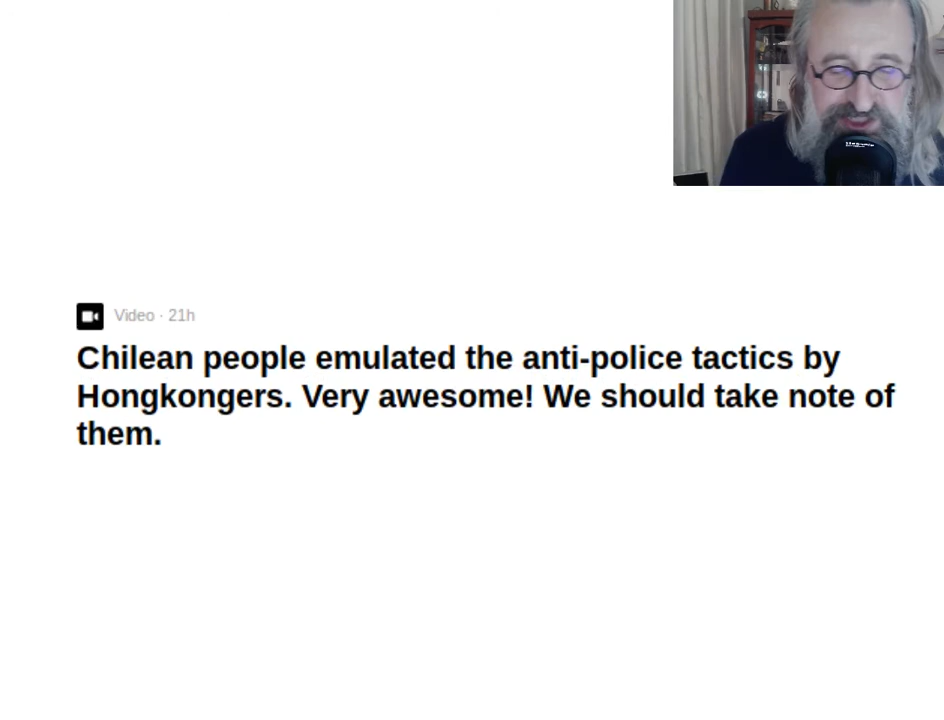 Video · 21h
Chilean people emulated the anti-police tactics by
Hongkongers. Very awesome! We should take note of
them.